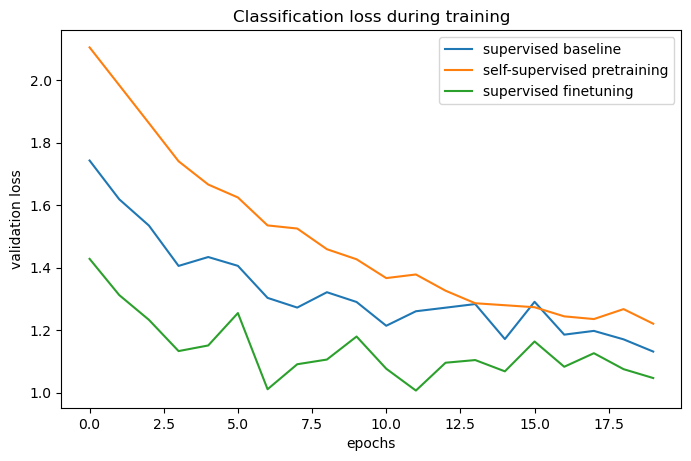 Classification loss during training
supervised baseline
self-supervised pretraining
supervised finetuning
validation loss
2.0
1.8
1.6
1.4
1.2
1.0
0.0 2.5 5.0 7.5 10.0 12.5 15.0 17.5
epochs